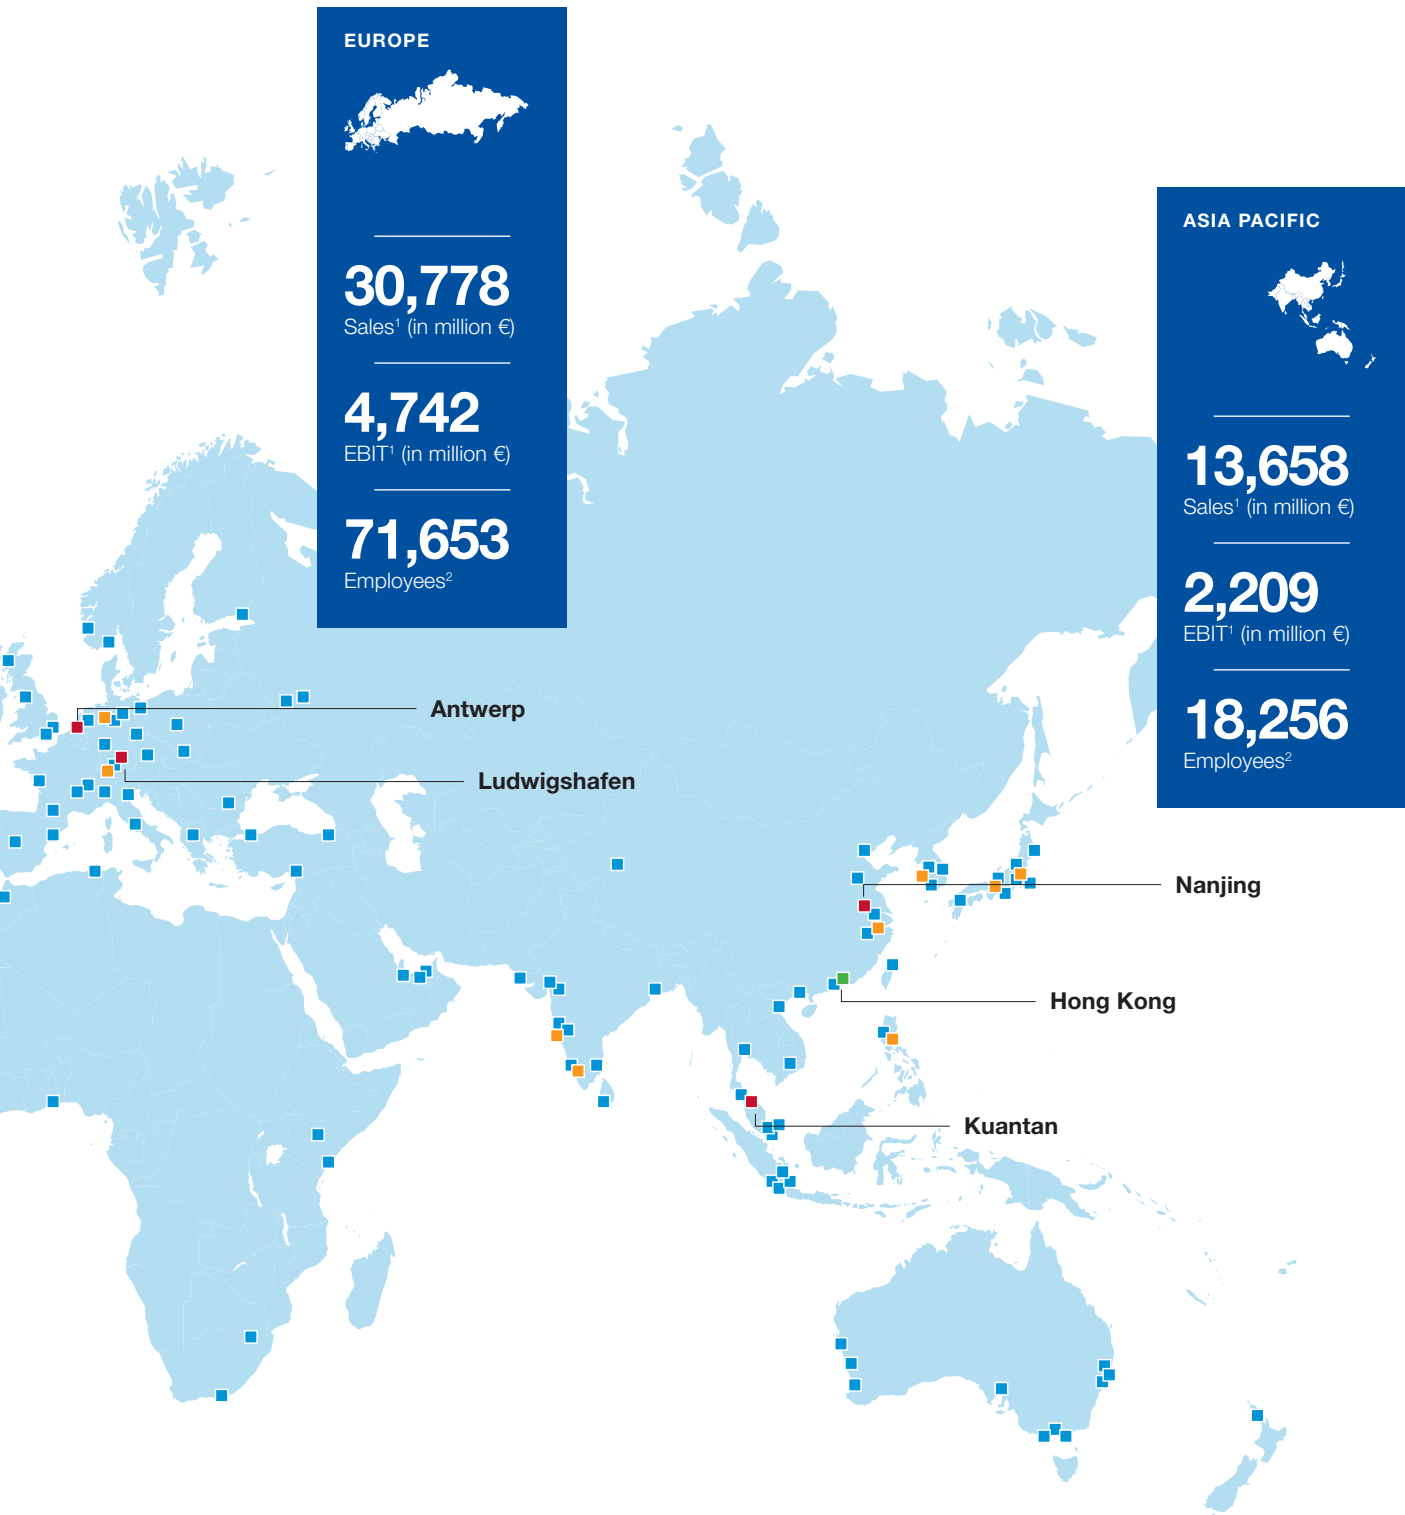 EUROPE
30,778
Sales¹ (in million €)
4,742
EBIT¹ (in million €)
71,653
Employees²
ASIA PACIFIC
13,658
Sales¹ (in million €)
2,209
EBIT¹ (in million €)
18,256
Employees²
Antwerp
Ludwigshafen
Nanjing
Hong Kong
Kuantan